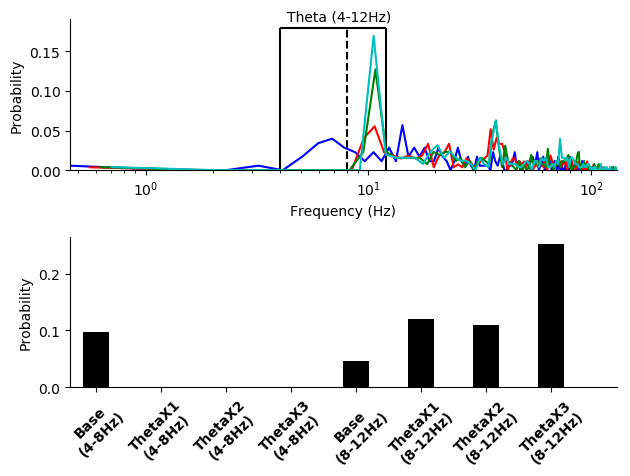 Theta (4-12Hz)
0.15
0.10
0.05
0.00
Probability
10⁰
10¹
10²
Frequency (Hz)
0.2
0.1
0.0
Probability
Base
(4-8Hz)
ThetaX1
(4-8Hz)
ThetaX2
(4-8Hz)
ThetaX3
(4-8Hz)
Base
(8-12Hz)
ThetaX1
(8-12Hz)
ThetaX2
(8-12Hz)
ThetaX3
(8-12Hz)